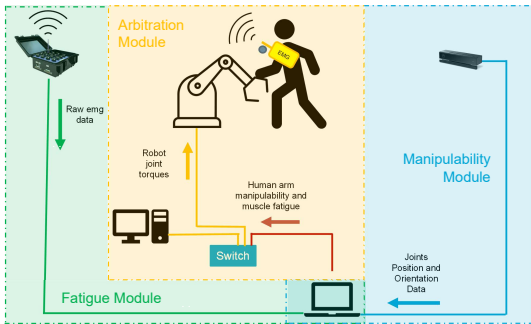 Arbitration
Module
EMG
Raw emg
data
Robot
joint
torques
Human arm
manipulability and
muscle fatigue
Manipulability
Module
Switch
Joints
Position and
Orientation
Data
Fatigue Module